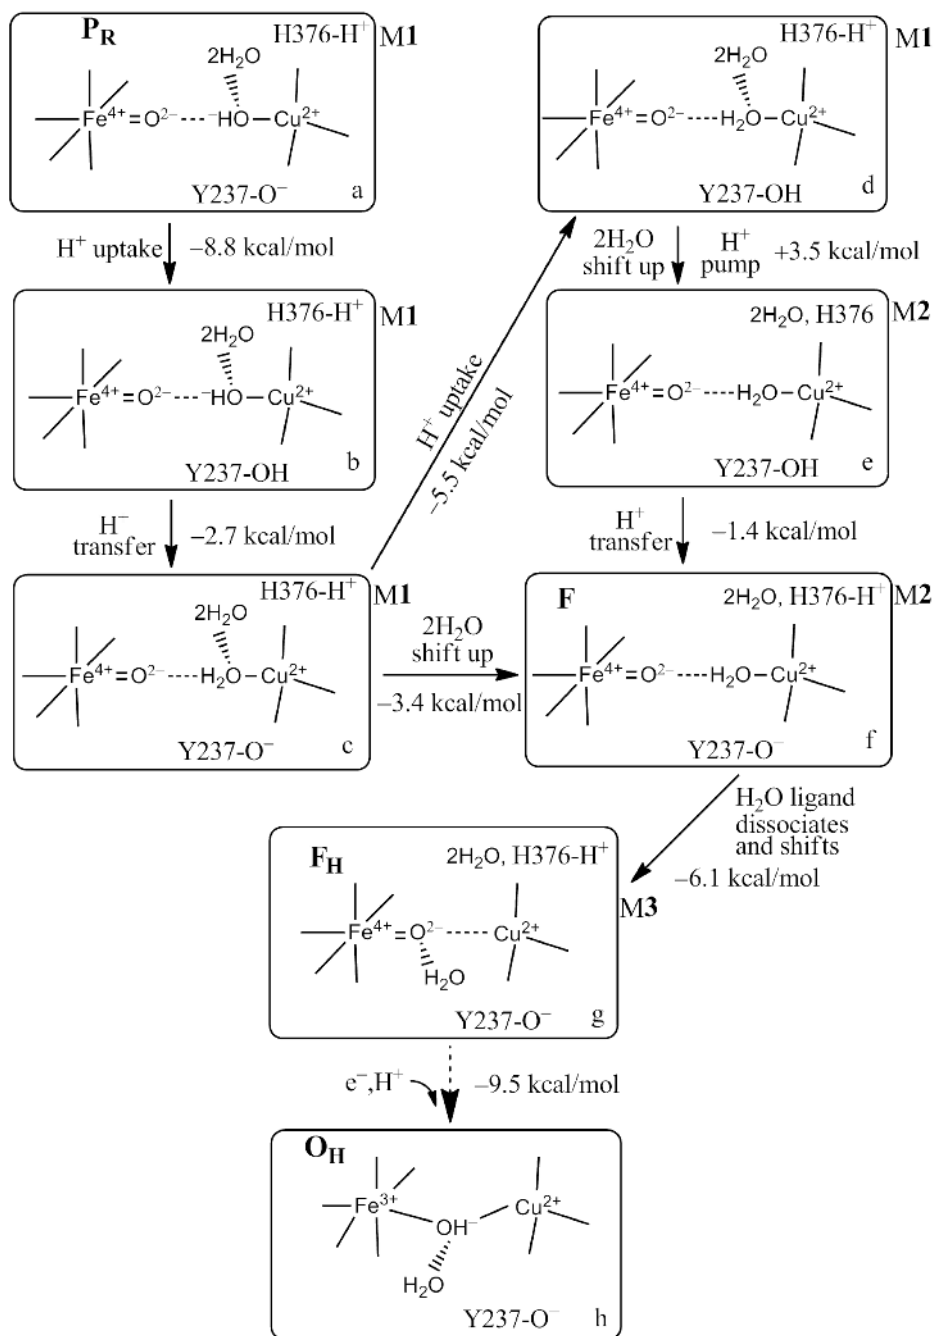 P_R
H376-H⁺
M1
2H₂O
Fe⁴⁺=O²⁻----⁻HO—Cu²⁺
Y237-O⁻
a
H⁺ uptake
−8.8 kcal/mol
H376-H⁺
M1
2H₂O
Fe⁴⁺=O²⁻----⁻HO—Cu²⁺
Y237-OH
b
H⁻
transfer
−2.7 kcal/mol
H376-H⁺
M1
2H₂O
Fe⁴⁺=O²⁻----H₂O—Cu²⁺
Y237-O⁻
c
H⁺ uptake
−5.5 kcal/mol
2H₂O
shift up
−3.4 kcal/mol
H376-H⁺
M1
2H₂O
Fe⁴⁺=O²⁻----H₂O—Cu²⁺
Y237-OH
d
2H₂O
shift up
H⁺
pump
+3.5 kcal/mol
2H₂O, H376
M2
Fe⁴⁺=O²⁻----H₂O—Cu²⁺
Y237-OH
e
H⁺
transfer
−1.4 kcal/mol
F
2H₂O, H376-H⁺
M2
Fe⁴⁺=O²⁻----H₂O—Cu²⁺
Y237-O⁻
f
H₂O ligand
dissociates
and shifts
−6.1 kcal/mol
F_H
2H₂O, H376-H⁺
M3
Fe⁴⁺=O²⁻------Cu²⁺
H₂O
Y237-O⁻
g
e⁻,H⁺
−9.5 kcal/mol
O_H
Fe³⁺
Cu²⁺
OH⁻
H₂O
Y237-O⁻
h